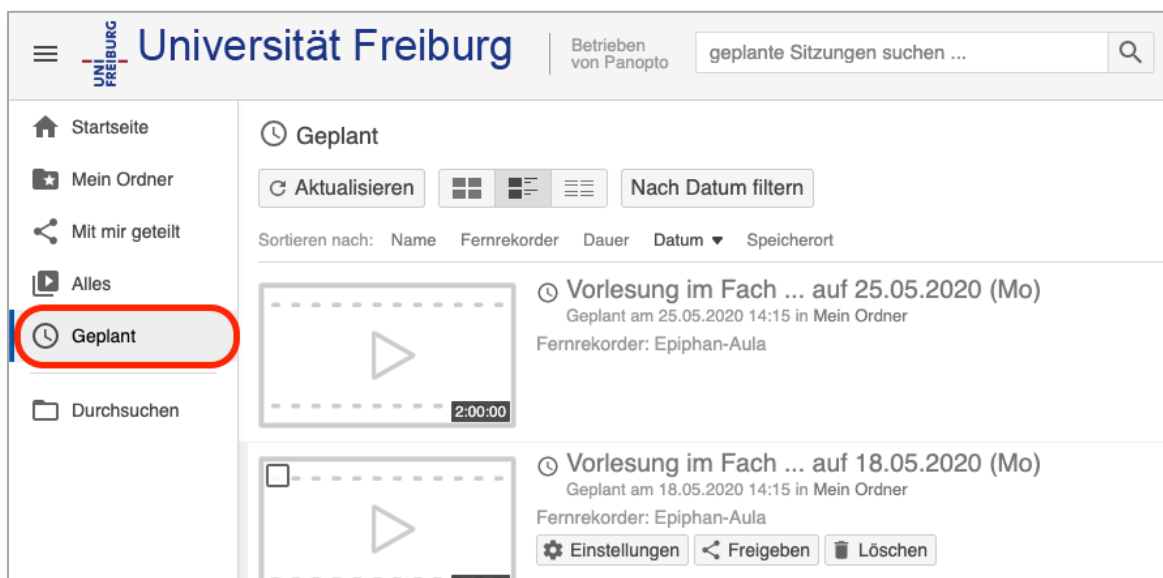 UNI
FREIBURG
Universität Freiburg
Betrieben
von Panopto
geplante Sitzungen suchen ...
Startseite
Mein Ordner
Mit mir geteilt
Alles
Geplant
Durchsuchen
Geplant
Aktualisieren
Nach Datum filtern
Sortieren nach: Name Fernrekorder Dauer Datum ▼ Speicherort
2:00:00
Vorlesung im Fach ... auf 25.05.2020 (Mo)
Geplant am 25.05.2020 14:15 in Mein Ordner
Fernrekorder: Epiphan-Aula
Vorlesung im Fach ... auf 18.05.2020 (Mo)
Geplant am 18.05.2020 14:15 in Mein Ordner
Fernrekorder: Epiphan-Aula
Einstellungen Freigeben Löschen